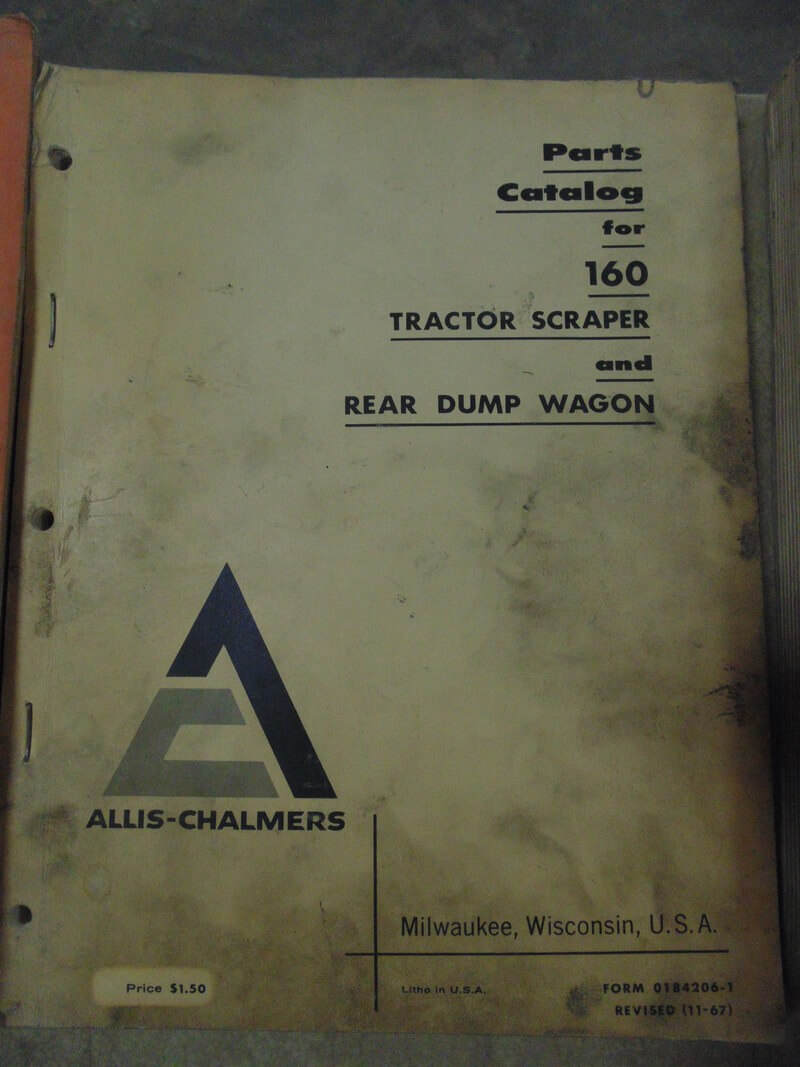 Parts
Catalog
for
160
TRACTOR SCRAPER
and
REAR DUMP WAGON
ALLIS-CHALMERS
Milwaukee, Wisconsin, U.S.A.
Price $1.50
Litho in U.S.A.
FORM 0184206-1
REVISED (11-67)